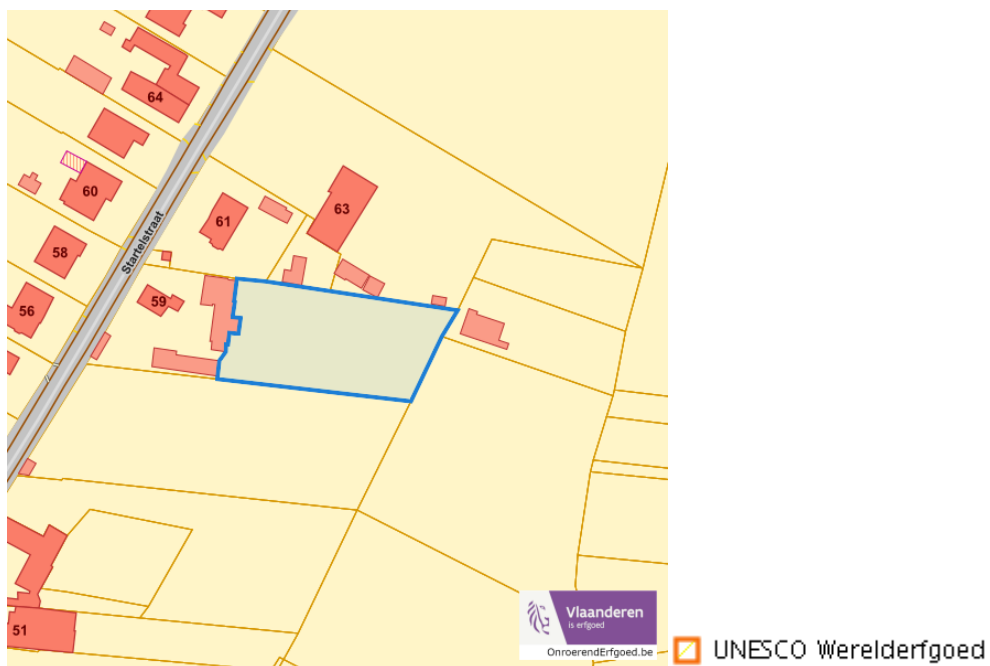 64
60
63
61
Startelstraat
58
59
56
51
Vlaanderen
is erfgoed
OnroerendErfgoed.be
UNESCO Werelderfgoed